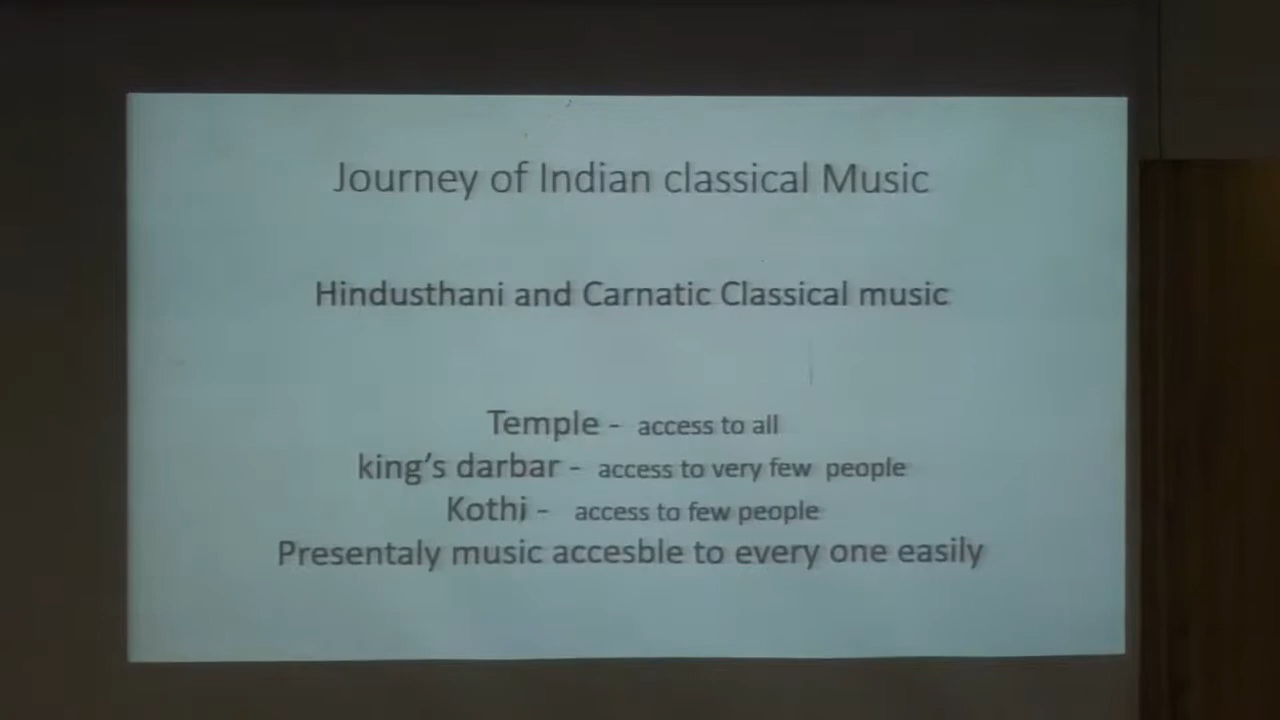 Journey of Indian classical Music
Hindusthani and Carnatic Classical music
Temple - access to all
king's darbar - access to very few people
Kothi - access to few people
Presentaly music accesble to every one easily